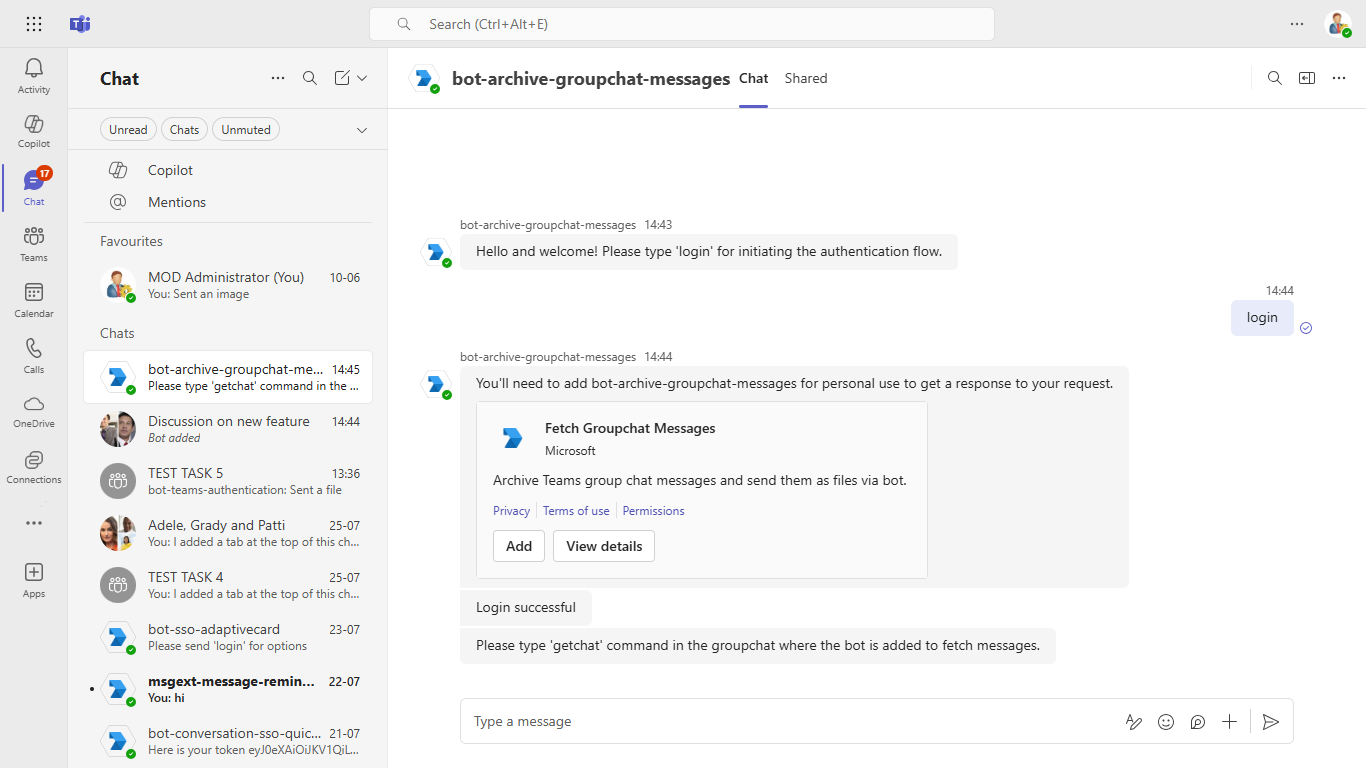 Search (Ctrl+Alt+E)
Activity
Copilot
17
Chat
Teams
Calendar
Calls
OneDrive
Connections
Apps
Chat
Unread
Chats
Unmuted
Copilot
Mentions
Favourites
MOD Administrator (You) 10-06
You: Sent an image
Chats
bot-archive-groupchat-me... 14:45
Please type 'getchat' command in the ...
Discussion on new feature 14:44
Bot added
TEST TASK 5 13:36
bot-teams-authentication: Sent a file
Adele, Grady and Patti 25-07
You: I added a tab at the top of this ch...
TEST TASK 4 25-07
You: I added a tab at the top of this ch...
bot-sso-adaptivecard 23-07
Please send 'login' for options
msgext-message-remin... 22-07
You: hi
bot-conversation-sso-quic... 21-07
Here is your token eyJ0eXAiOiJKV1QiL...
bot-archive-groupchat-messages Chat Shared
bot-archive-groupchat-messages 14:43
Hello and welcome! Please type 'login' for initiating the authentication flow.
14:44
login
bot-archive-groupchat-messages 14:44
You'll need to add bot-archive-groupchat-messages for personal use to get a response to your request.
Fetch Groupchat Messages
Microsoft
Archive Teams group chat messages and send them as files via bot.
Privacy Terms of use Permissions
Add View details
Login successful
Please type 'getchat' command in the groupchat where the bot is added to fetch messages.
Type a message